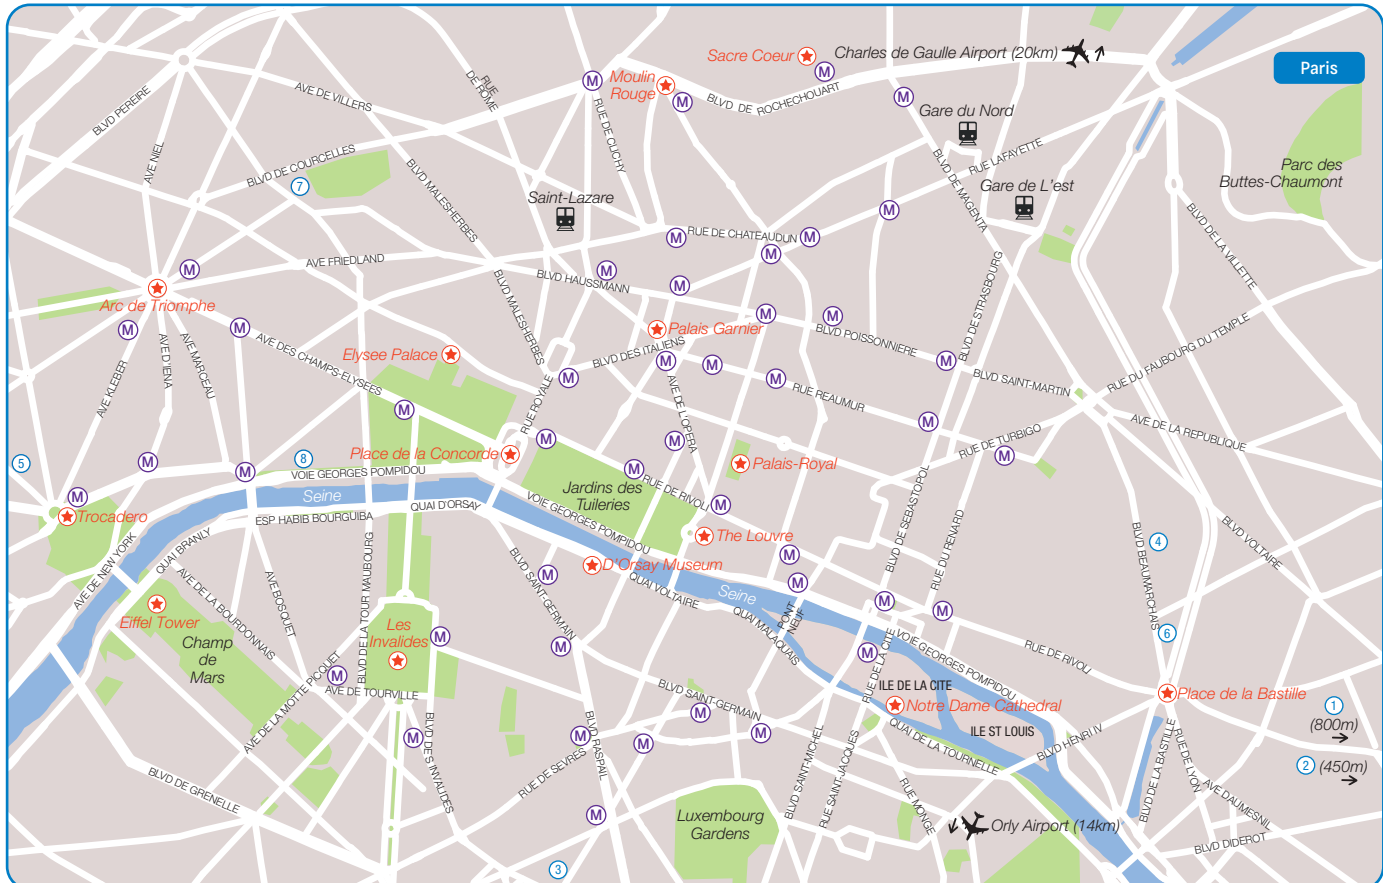 Paris
Sacre Coeur
Charles de Gaulle Airport (20km)
Moulin
Rouge
M
M
M
M
BLVD DE ROCHECHOUART
RUE
DE ROME
AVE DE VILLERS
BLVD PEREIRE
RUE DE CLICHY
Gare du Nord
RUE LAFAYETTE
AVE NIEL
BLVD DE COURCELLES
7
BLVD MALESHERBES
BLVD DE MAGENTA
Parc des
Buttes-Chaumont
Gare de L'est
Saint-Lazare
M
M
RUE DE CHATEAUDUN
M
M
BLVD DE LA VILLETTE
AVE FRIEDLAND
M
M
BLVD HAUSSMANN
M
BLVD MALESHERBES
BLVD DE STRASBOURG
Arc de Triomphe
M
M
M
M
Palais Garnier
BLVD POISSONNIERE
AVE DES CHAMPS-ELYSEES
AVE D'IENA
AVE MARCEAU
AVE KLEBER
Elysee Palace
BLVD DES ITALIENS
M
M
M
M
M
RUE REAUMUR
BLVD SAINT-MARTIN
RUE DU FAUBOURG DU TEMPLE
RUE ROYALE
AVE DE L'OPERA
M
M
M
M
RUE DE TURBIGO
AVE DE LA REPUBLIQUE
M
5
M
8
Place de la Concorde
M
M
Palais-Royal
VOIE GEORGES POMPIDOU
M
M
Seine
Jardins des
Tuileries
RUE DE RIVOLI
M
Trocadero
ESP HABIB BOURGUIBA
QUAI D'ORSAY
VOIE GEORGES POMPIDOU
The Louvre
BLVD DE SEBASTOPOL
RUE DU RENARD
BLVD BEAUMARCHAIS
BLVD VOLTAIRE
4
AVE DE NEW YORK
QUAI BRANLY
M
D'Orsay Museum
M
M
AVE DE LA BOURDONNAIS
AVE BOSQUET
BLVD DE LA TOUR MAUBOURG
BLVD SAINT-GERMAIN
QUAI VOLTAIRE
Seine
M
M
Eiffel Tower
Les
Invalides
M
M
QUAI MALAQUAIS
PONT
NEUF
RUE DE LA CITE
M
VOIE GEORGES POMPIDOU
RUE DE RIVOLI
6
Champ
de
Mars
M
AVE DE TOURVILLE
AVE DE LA MOTTE PICQUET
BLVD SAINT-GERMAIN
ILE DE LA CITE
Notre Dame Cathedral
Place de la Bastille
1
(800m)
M
M
M
M
M
BLVD DES INVALIDES
BLVD RASPAIL
RUE DE SEVRES
BLVD SAINT-MICHEL
RUE SAINT-JACQUES
QUAI DE LA TOURNELLE
ILE ST LOUIS
BLVD HENRI IV
BLVD DE LA BASTILLE
RUE DE LYON
2
(450m)
BLVD DE GRENELLE
M
Luxembourg
Gardens
RUE MONGE
Orly Airport (14km)
AVE DAUMESNIL
BLVD DIDEROT
3